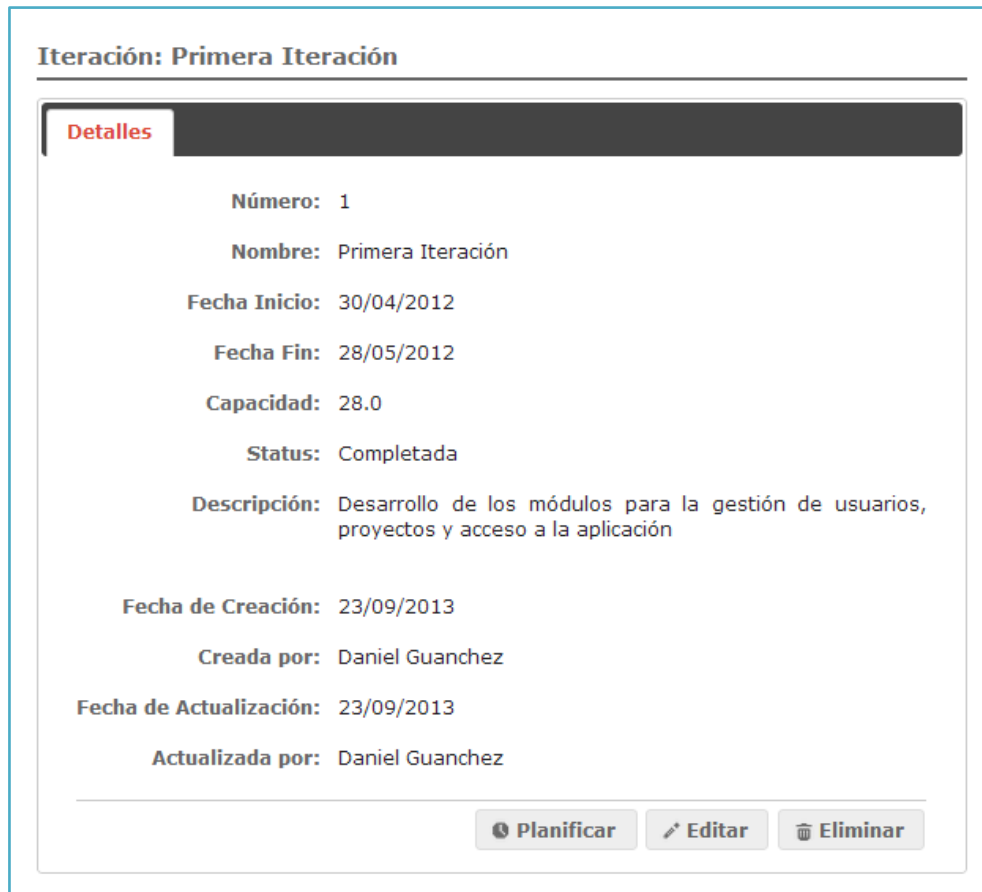 Iteración: Primera Iteración
Detalles
Número: 1
Nombre: Primera Iteración
Fecha Inicio: 30/04/2012
Fecha Fin: 28/05/2012
Capacidad: 28.0
Status: Completada
Descripción: Desarrollo de los módulos para la gestión de usuarios,
proyectos y acceso a la aplicación
Fecha de Creación: 23/09/2013
Creada por: Daniel Guanchez
Fecha de Actualización: 23/09/2013
Actualizada por: Daniel Guanchez
Planificar Editar Eliminar